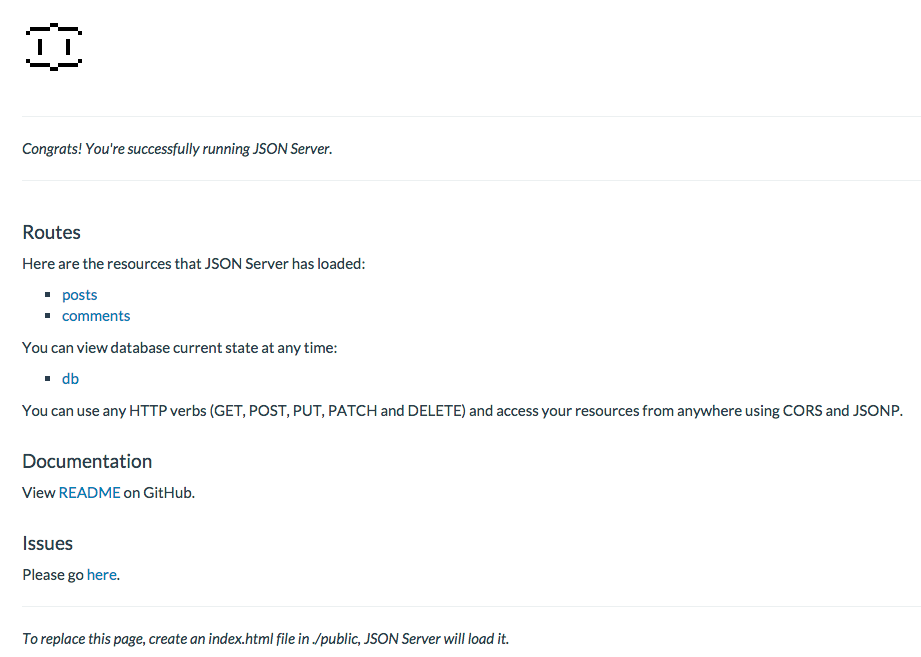 Congrats! You're successfully running JSON Server.
Routes
Here are the resources that JSON Server has loaded:
posts
comments
You can view database current state at any time:
db
You can use any HTTP verbs (GET, POST, PUT, PATCH and DELETE) and access your resources from anywhere using CORS and JSONP.
Documentation
View README on GitHub.
Issues
Please go here.
To replace this page, create an index.html file in ./public, JSON Server will load it.